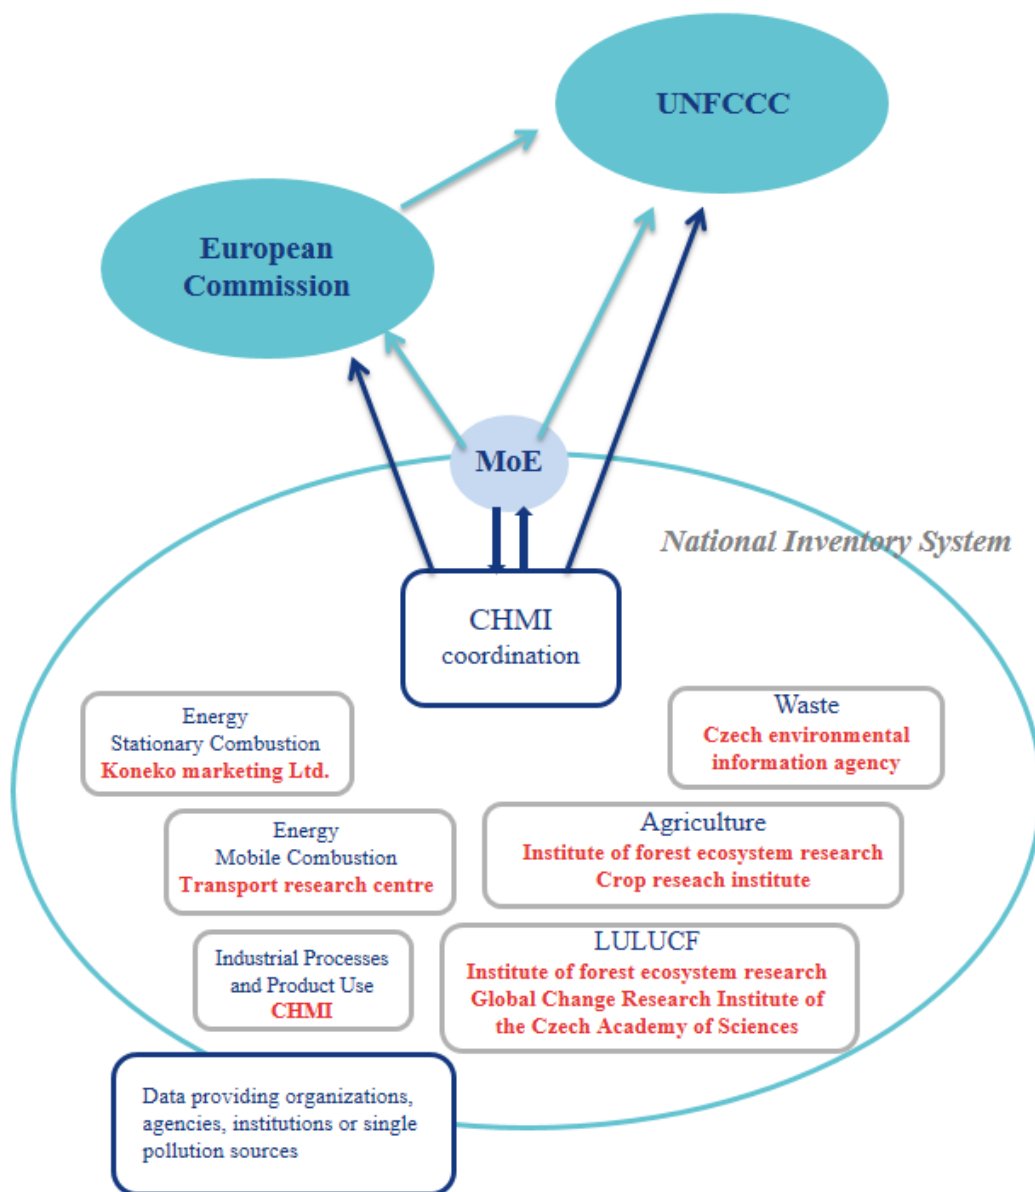 UNFCCC
European
Commission
MoE
National Inventory System
CHMI
coordination
Energy
Stationary Combustion
Koneko marketing Ltd.
Waste
Czech environmental
information agency
Energy
Mobile Combustion
Transport research centre
Agriculture
Institute of forest ecosystem research
Crop reseach institute
Industrial Processes
and Product Use
CHMI
LULUCF
Institute of forest ecosystem research
Global Change Research Institute of
the Czech Academy of Sciences
Data providing organizations,
agencies, institutions or single
pollution sources